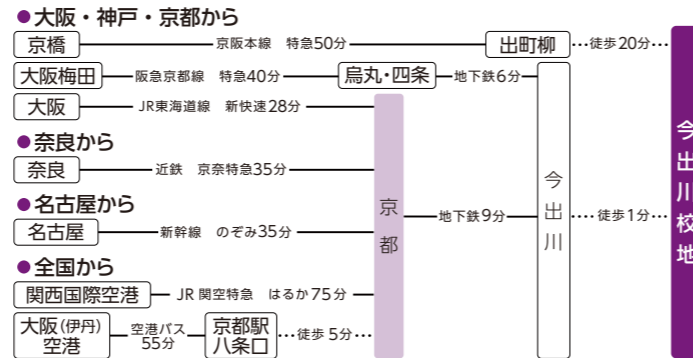 ●大阪・神戸・京都から
京橋 京阪本線 特急50分 出町柳 徒歩20分
大阪梅田 阪急京都線 特急40分 烏丸・四条 地下鉄6分
大阪 JR東海道線 新快速28分
●奈良から
奈良 近鉄 京奈特急35分
●名古屋から
名古屋 新幹線 のぞみ35分
京都 地下鉄9分 今出川 徒歩1分
今出川校地
●全国から
関西国際空港 JR関空特急 はるか75分
大阪(伊丹)空港 空港バス55分 京都駅八条口 徒歩5分